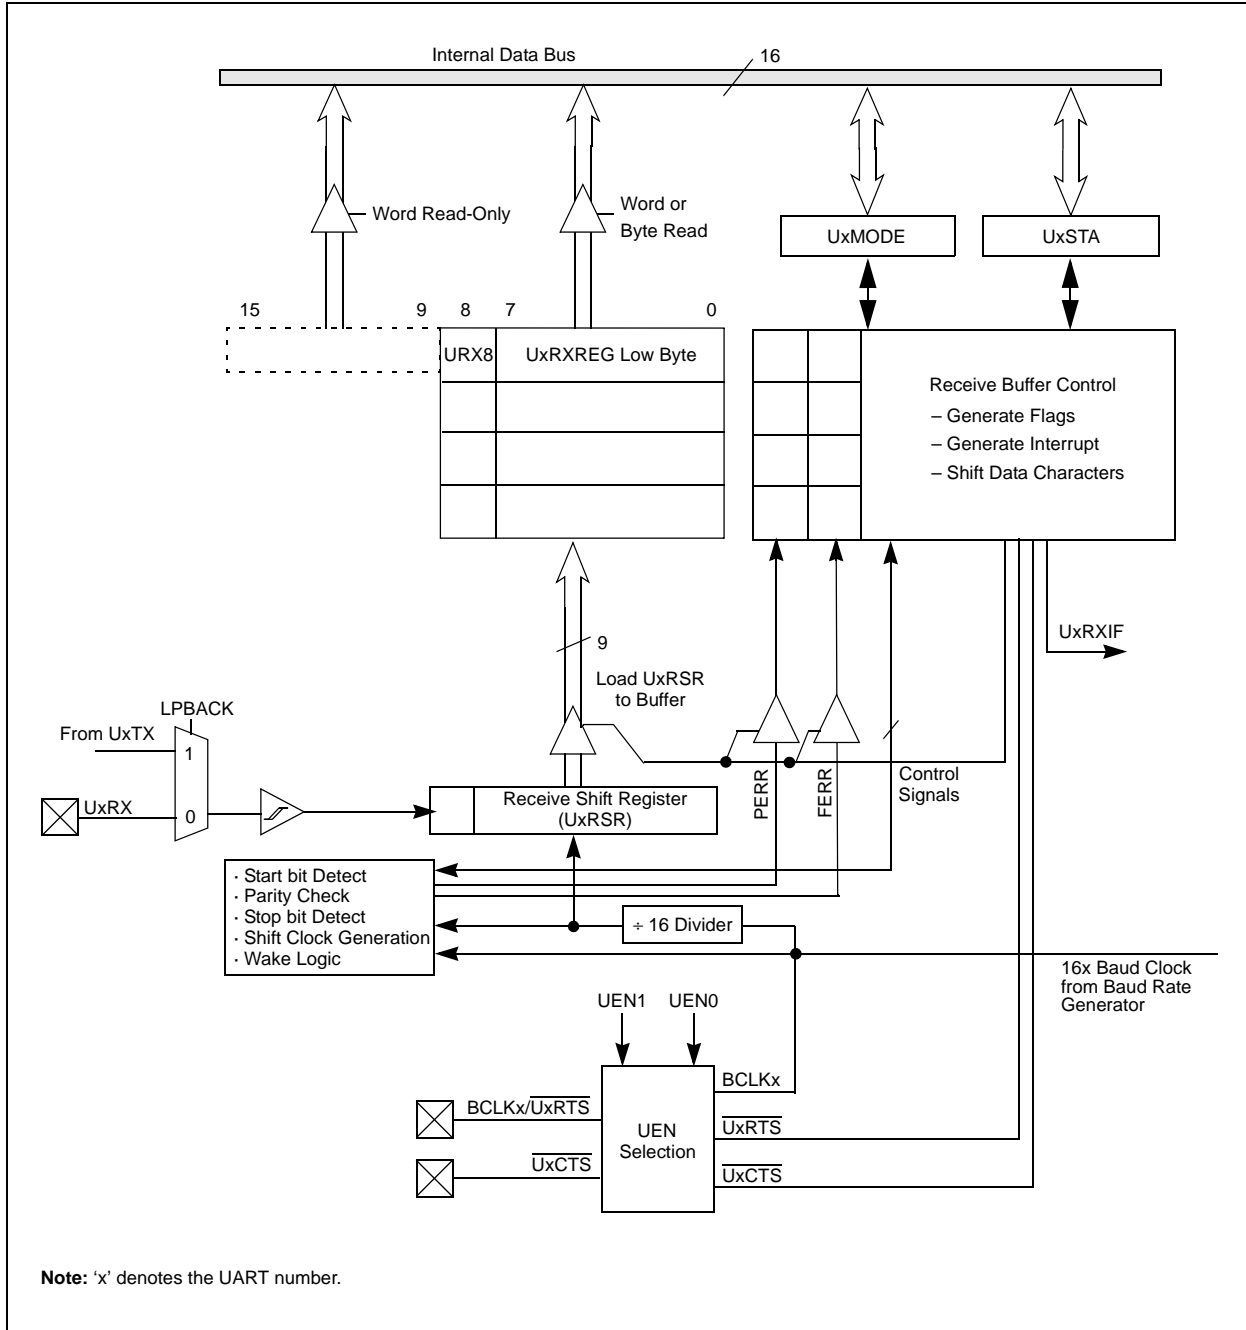 Internal Data Bus
16
Word Read-Only
Word or
Byte Read
UxMODE
UxSTA
15
9
8
7
0
URX8
UxRXREG Low Byte
Receive Buffer Control
– Generate Flags
– Generate Interrupt
– Shift Data Characters
9
UxRXIF
Load UxRSR
to Buffer
LPBACK
From UxTX
1
UxRX
0
PERR
FERR
Control
Signals
Receive Shift Register
(UxRSR)
· Start bit Detect
· Parity Check
· Stop bit Detect
· Shift Clock Generation
· Wake Logic
÷ 16 Divider
16x Baud Clock
from Baud Rate
Generator
UEN1
UEN0
BCLKx
BCLKx/UxRTS
UEN
Selection
UxRTS
UxCTS
UxCTS
Note: ‘x’ denotes the UART number.